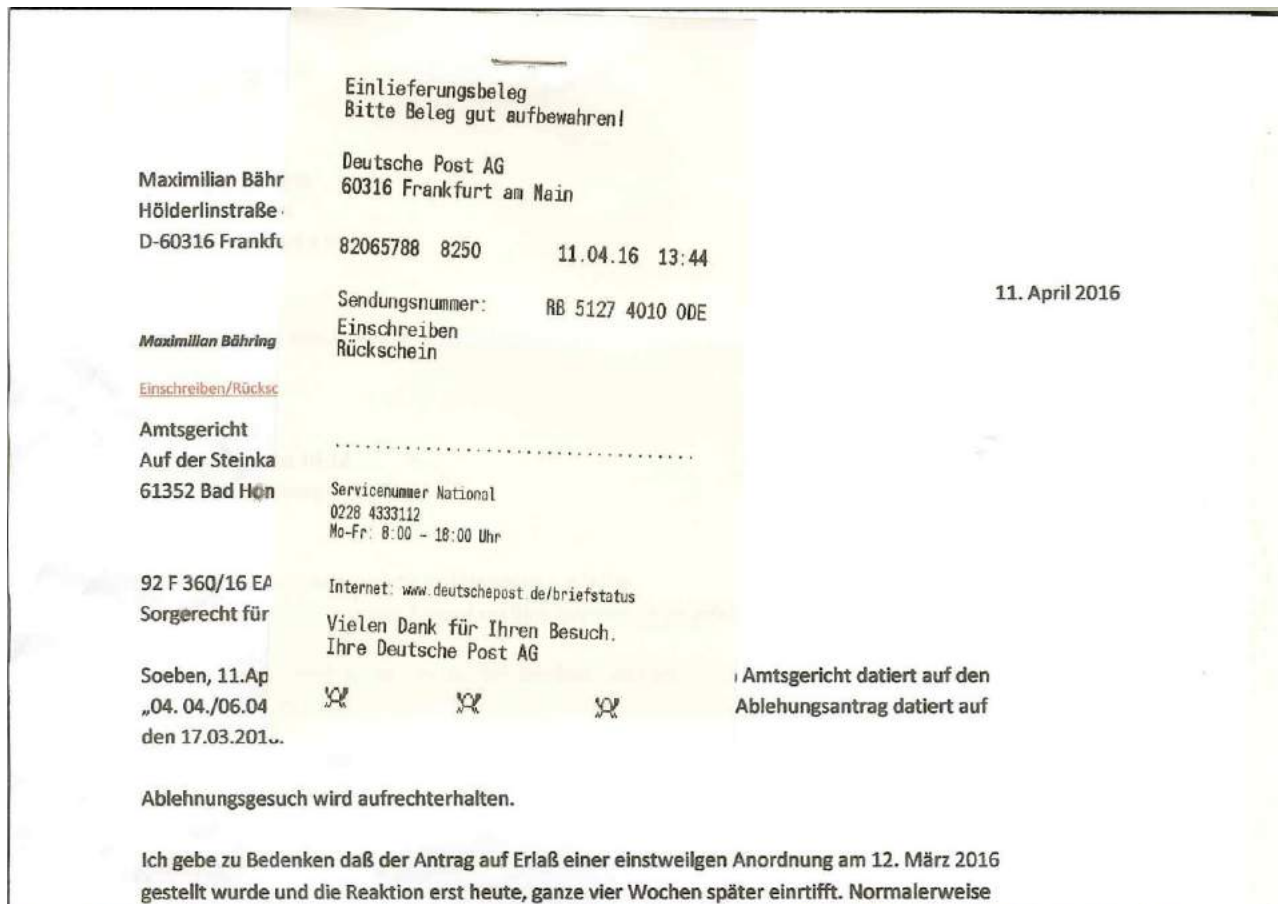 Einlieferungsbeleg
Bitte Beleg gut aufbewahren!
Deutsche Post AG
60316 Frankfurt am Main
82065788 8250 11.04.16 13:44
Sendungsnummer: RB 5127 4010 0DE
Einschreiben
Rückschein
Servicenummer National
0228 4333112
Mo-Fr: 8:00 - 18:00 Uhr
Internet: www.deutschepost.de/briefstatus
Vielen Dank für Ihren Besuch.
Ihre Deutsche Post AG
Maximilian Bähr
Hölderlinstraße
D-60316 Frankfu
11. April 2016
Maximilian Bähring
Einschreiben/Rücksc
Amtsgericht
Auf der Steinka
61352 Bad Hom
92 F 360/16 EA
Sorgerecht für
Soeben, 11.Ap Amtsgericht datiert auf den
„04. 04./06.04 Ablehungsantrag datiert auf
den 17.03.201
Ablehnungsgesuch wird aufrechterhalten.
Ich gebe zu Bedenken daß der Antrag auf Erlaß einer einstweilgen Anordnung am 12. März 2016
gestellt wurde und die Reaktion erst heute, ganze vier Wochen später einrtifft. Normalerweise